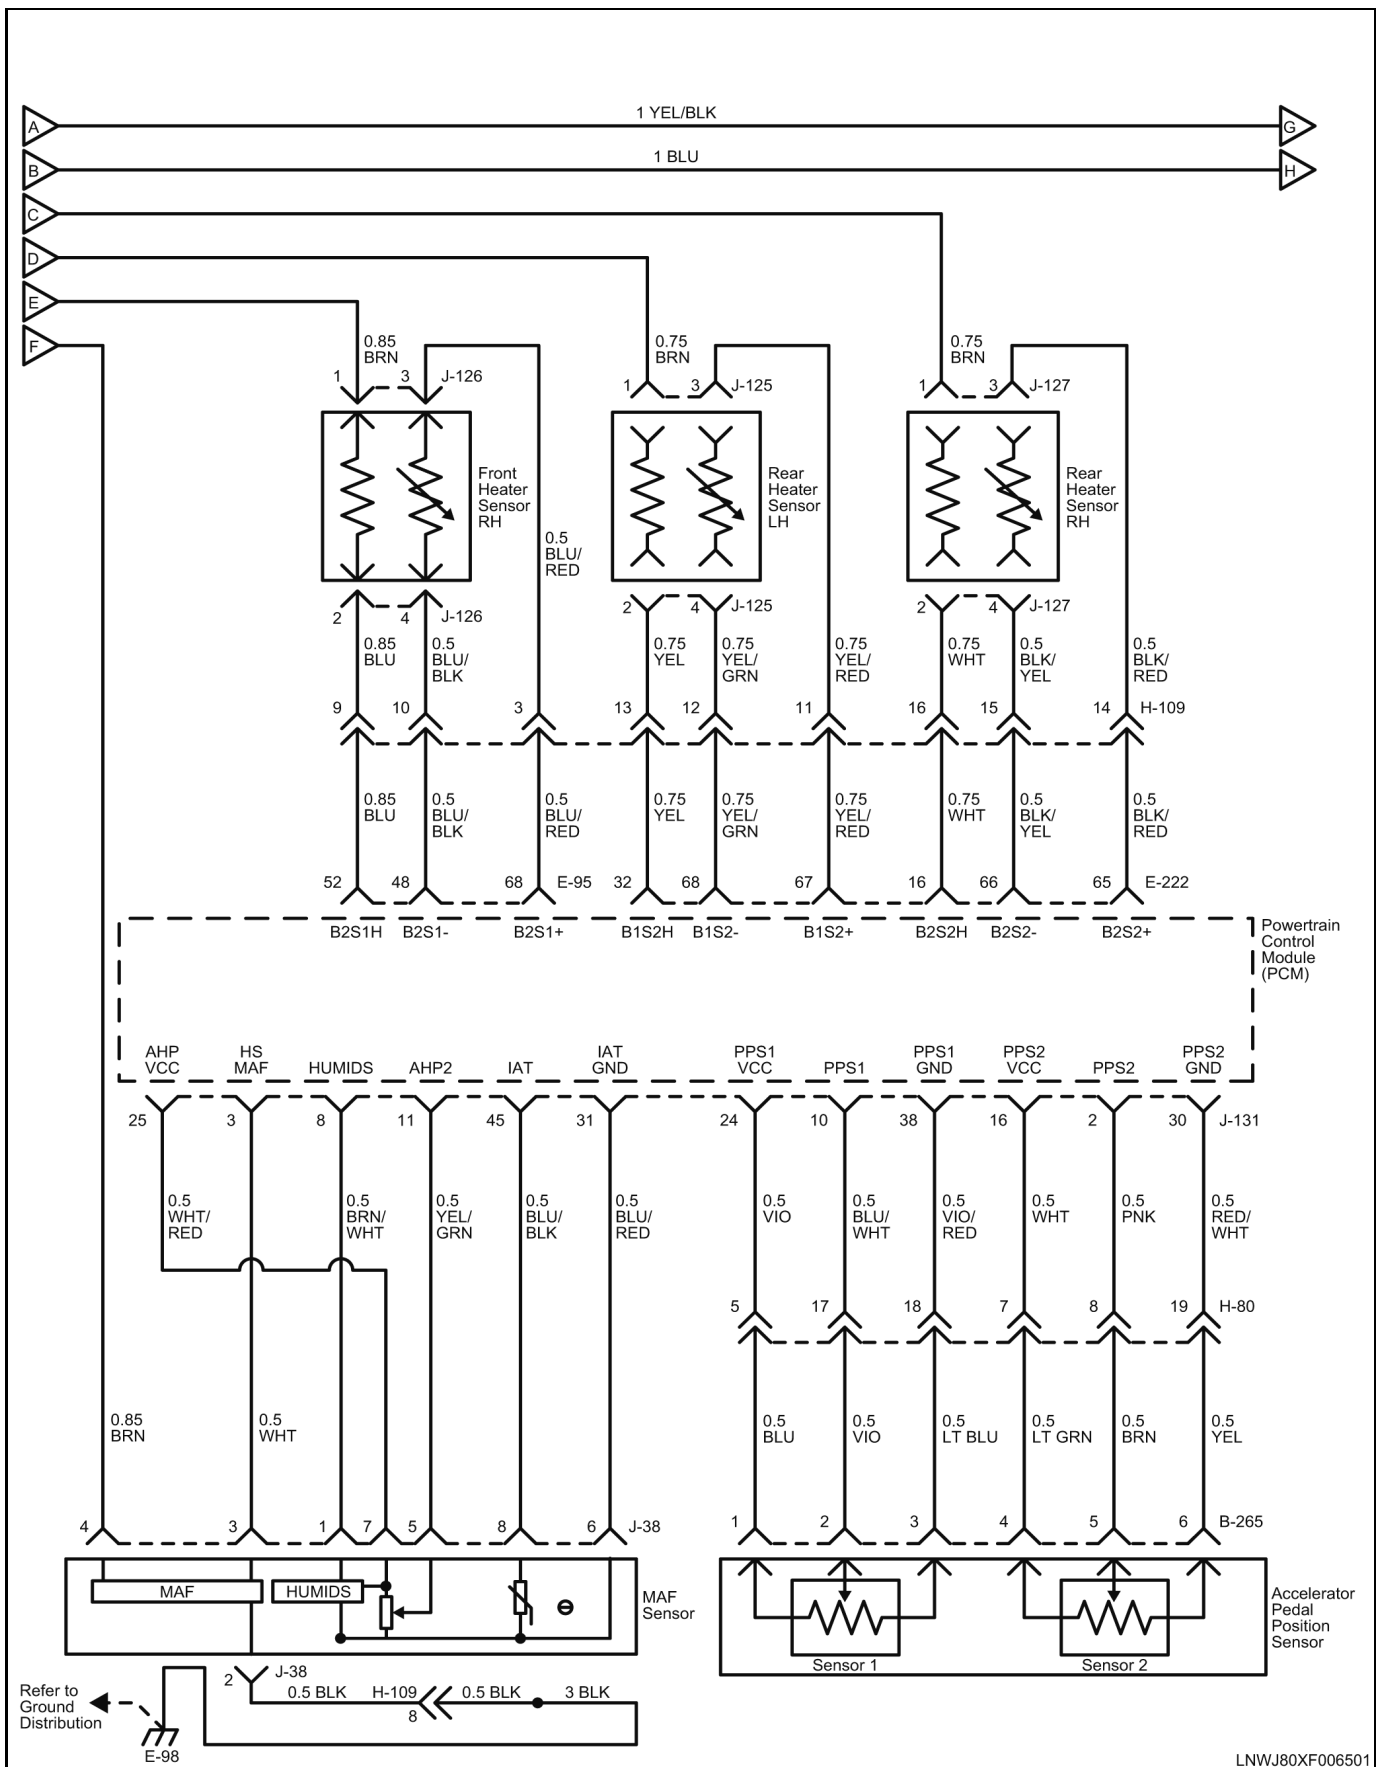 1 YEL/BLK
A G
1 BLU
B H
C
D
E
F
0.85
BRN
0.75
BRN
0.75
BRN
1 3 J-126
1 3 J-125
1 3 J-127
Front
Heater
Sensor
RH
Rear
Heater
Sensor
LH
Rear
Heater
Sensor
RH
0.5
BLU/
RED
2 4 J-126
2 4 J-125
2 4 J-127
0.85
BLU
0.5
BLU/
BLK
0.75
YEL
0.75
YEL/
GRN
0.75
YEL/
RED
0.75
WHT
0.5
BLK/
YEL
0.5
BLK/
RED
9 10 3 13 12 11 16 15 14 H-109
0.85
BLU
0.5
BLU/
BLK
0.5
BLU/
RED
0.75
YEL
0.75
YEL/
GRN
0.75
YEL/
RED
0.75
WHT
0.5
BLK/
YEL
0.5
BLK/
RED
52 48 68 E-95 32 68 67 16 66 65 E-222
B2S1H B2S1- B2S1+ B1S2H B1S2- B1S2+ B2S2H B2S2- B2S2+
Powertrain
Control
Module
(PCM)
AHP
VCC
HS
MAF
HUMIDS
AHP2
IAT
IAT
GND
PPS1
VCC
PPS1
PPS1
GND
PPS2
VCC
PPS2
PPS2
GND
25 3 8 11 45 31 24 10 38 16 2 30 J-131
0.5
WHT/
RED
0.5
BRN/
WHT
0.5
YEL/
GRN
0.5
BLU/
BLK
0.5
BLU/
RED
0.5
VIO
0.5
BLU/
WHT
0.5
VIO/
RED
0.5
WHT
0.5
PNK
0.5
RED/
WHT
5 17 18 7 8 19 H-80
0.85
BRN
0.5
WHT
0.5
BLU
0.5
VIO
0.5
LT BLU
0.5
LT GRN
0.5
BRN
0.5
YEL
4 3 1 7 5 8 6 J-38
1 2 3 4 5 6 B-265
MAF HUMIDS
MAF
Sensor
Accelerator
Pedal
Position
Sensor
Sensor 1 Sensor 2
2 J-38
0.5 BLK H-109 0.5 BLK 3 BLK
8
Refer to
Ground
Distribution
E-98
LNWJ80XF006501